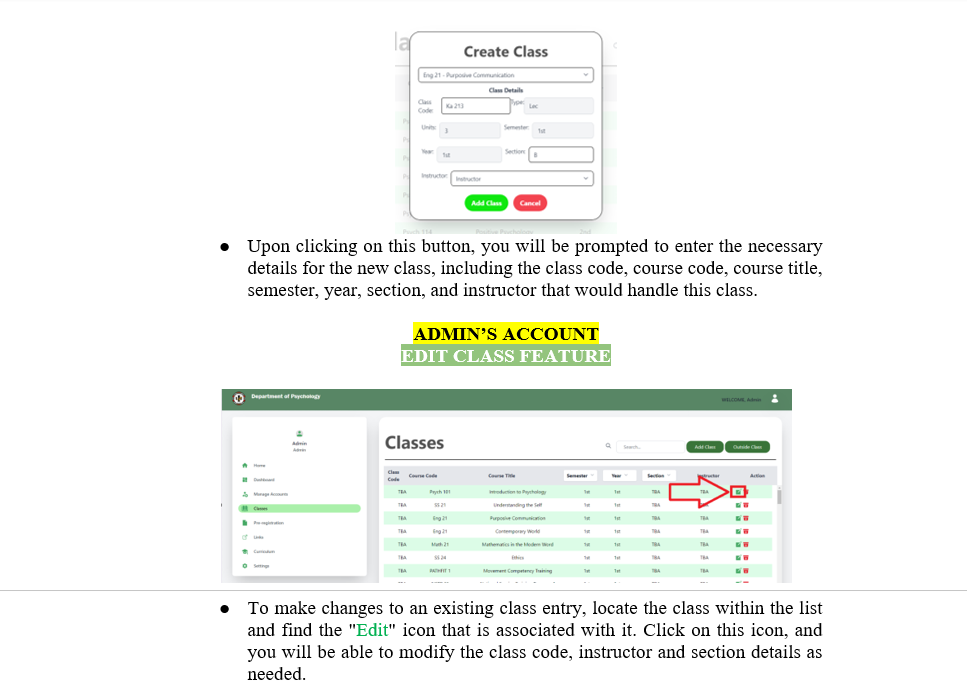 Create Class
Eng 21 - Purposive Communication
Class Details
Class Code: Ka 213 Type: Lec
Units: 3 Semester: 1st
Year: 1st Section: B
Instructor: Instructor
Add Class Cancel
Psych 114 Positive Psychology 2nd
● Upon clicking on this button, you will be prompted to enter the necessary
details for the new class, including the class code, course code, course title,
semester, year, section, and instructor that would handle this class.
ADMIN'S ACCOUNT
EDIT CLASS FEATURE
Department of Psychology WELCOME, Admin
Admin
Admin
Home
Dashboard
Manage Accounts
Classes
Pre-registration
Links
Curriculum
Settings
Classes Search... Add Class Outside Class
Class Code Course Code Course Title Semester Year Section Instructor Action
TBA Psych 101 Introduction to Psychology 1st 1st TBA TBA
TBA SS 21 Understanding the Self 1st 1st TBA
TBA Eng 21 Purposive Communication 1st 1st TBA TBA
TBA Eng 21 Contemporary World 1st 1st TBA TBA
TBA Math 21 Mathematics in the Modern Word 1st 1st TBA TBA
TBA SS 24 Ethics 1st 1st TBA TBA
TBA PATHFIT 1 Movement Competency Training 1st 1st TBA TBA
● To make changes to an existing class entry, locate the class within the list
and find the "Edit" icon that is associated with it. Click on this icon, and
you will be able to modify the class code, instructor and section details as
needed.